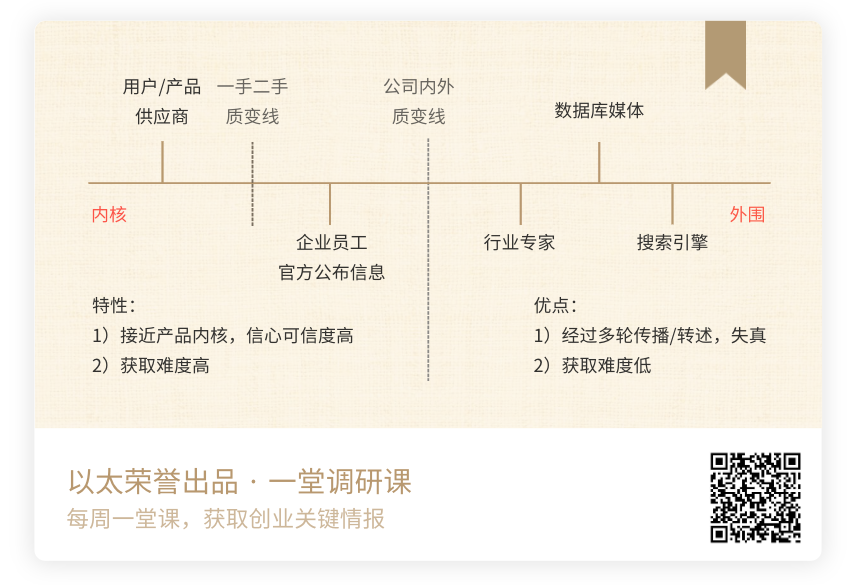 用户/产品
供应商
一手二手
质变线
公司内外
质变线
数据库媒体
内核
外围
企业员工
官方公布信息
行业专家
搜索引擎
特性：
1）接近产品内核，信心可信度高
2）获取难度高
优点：
1）经过多轮传播/转述，失真
2）获取难度低
以太荣誉出品 · 一堂调研课
每周一堂课，获取创业关键情报